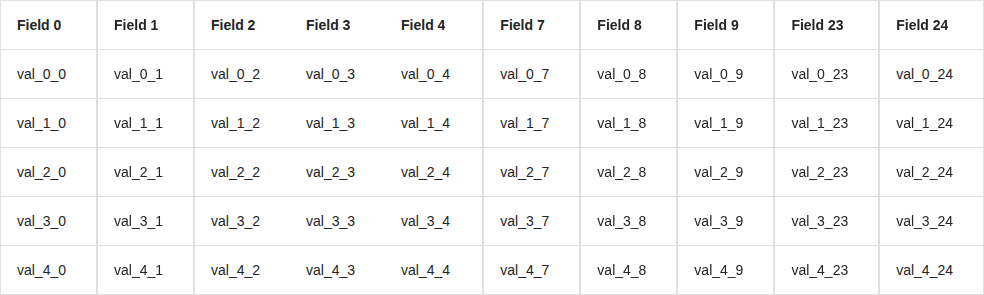 Field 0 Field 1 Field 2 Field 3 Field 4 Field 7 Field 8 Field 9 Field 23 Field 24
val_0_0 val_0_1 val_0_2 val_0_3 val_0_4 val_0_7 val_0_8 val_0_9 val_0_23 val_0_24
val_1_0 val_1_1 val_1_2 val_1_3 val_1_4 val_1_7 val_1_8 val_1_9 val_1_23 val_1_24
val_2_0 val_2_1 val_2_2 val_2_3 val_2_4 val_2_7 val_2_8 val_2_9 val_2_23 val_2_24
val_3_0 val_3_1 val_3_2 val_3_3 val_3_4 val_3_7 val_3_8 val_3_9 val_3_23 val_3_24
val_4_0 val_4_1 val_4_2 val_4_3 val_4_4 val_4_7 val_4_8 val_4_9 val_4_23 val_4_24